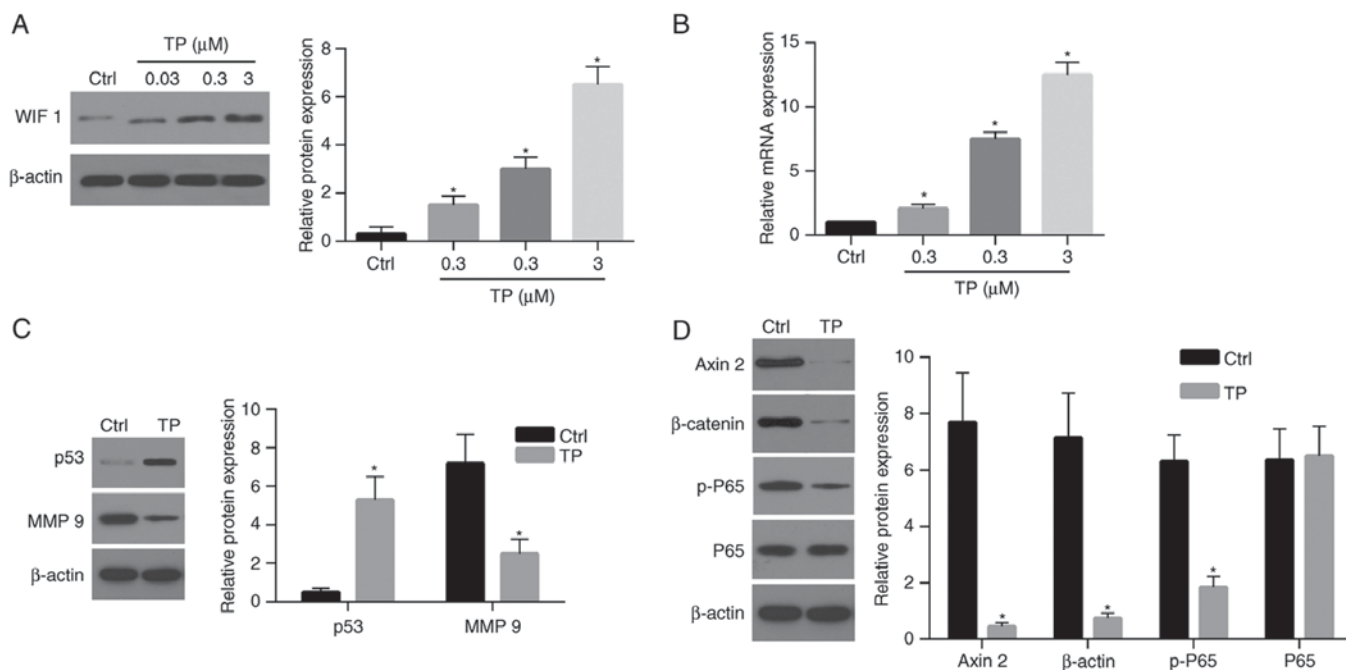 A
TP (μM)
Ctrl 0.03 0.3 3
WIF 1
β-actin
Relative protein expression
8
6
4
2
0
* * *
Ctrl 0.3 0.3 3
TP (μM)
B
Relative mRNA expression
15
10
5
0
* * *
Ctrl 0.3 0.3 3
TP (μM)
C
Ctrl TP
p53
MMP 9
β-actin
Relative protein expression
10
8
6
4
2
0
Ctrl
TP
* *
p53 MMP 9
D
Ctrl TP
Axin 2
β-catenin
p-P65
P65
β-actin
Relative protein expression
10
8
6
4
2
0
Ctrl
TP
* * *
Axin 2 β-actin p-P65 P65